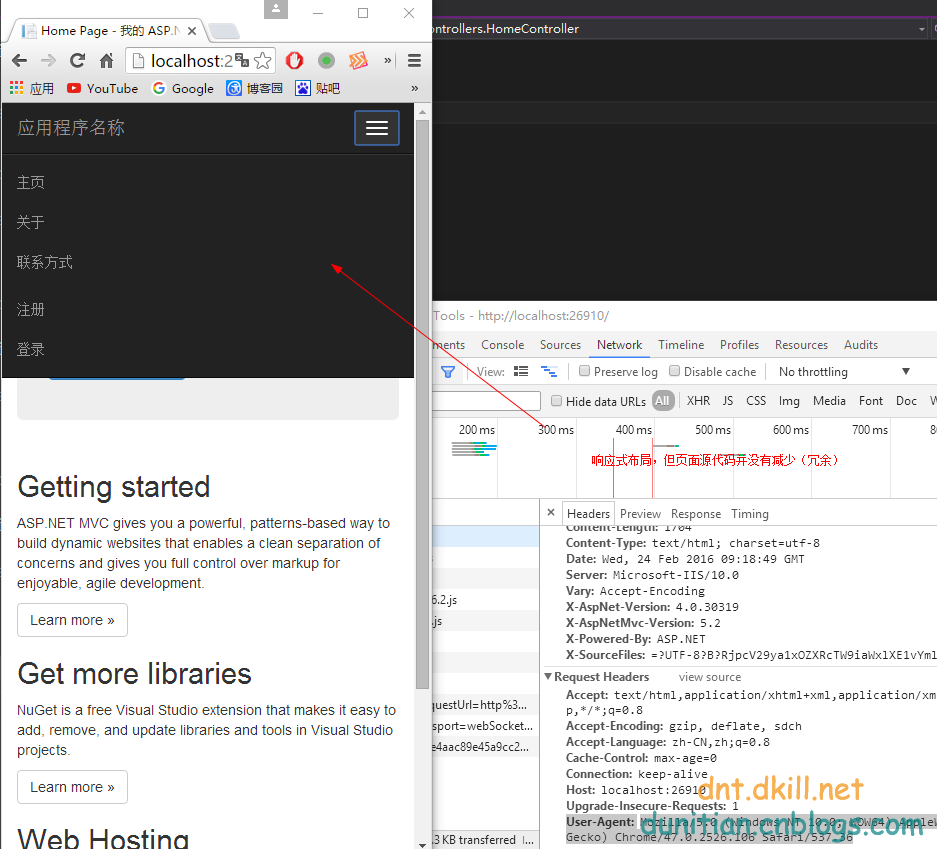 Home Page - 我的 ASP.N
localhost:2
应用
YouTube
Google
博客园
贴吧
应用程序名称
主页
关于
联系方式
注册
登录
Getting started
ASP.NET MVC gives you a powerful, patterns-based way to
build dynamic websites that enables a clean separation of
concerns and gives you full control over markup for
enjoyable, agile development.
Learn more »
Get more libraries
NuGet is a free Visual Studio extension that makes it easy to
add, remove, and update libraries and tools in Visual Studio
projects.
Learn more »
Web Hosting
ontrollers.HomeController
Tools - http://localhost:26910/
ments Console Sources Network Timeline Profiles Resources Audits
View: Preserve log Disable cache No throttling
Hide data URLs All XHR JS CSS Img Media Font Doc W
200 ms 300 ms 400 ms 500 ms 600 ms 700 ms 8
响应式布局，但页面源代码并没有减少（冗余）
× Headers Preview Response Timing
Content-Length: 1704
Content-Type: text/html; charset=utf-8
Date: Wed, 24 Feb 2016 09:18:49 GMT
Server: Microsoft-IIS/10.0
Vary: Accept-Encoding
X-AspNet-Version: 4.0.30319
X-AspNetMvc-Version: 5.2
X-Powered-By: ASP.NET
X-SourceFiles: =?UTF-8?B?RjpcV29ya1xOZXRcTW9iaWxlXE1vYml
Request Headers view source
Accept: text/html,application/xhtml+xml,application/xm
p,*/*;q=0.8
Accept-Encoding: gzip, deflate, sdch
Accept-Language: zh-CN,zh;q=0.8
Cache-Control: max-age=0
Connection: keep-alive
Host: localhost:26910
Upgrade-Insecure-Requests: 1
User-Agent: Mozilla/5.0 (Windows NT 10.0; WOW64) AppleW
Gecko) Chrome/47.0.2526.106 Safari/537.36
6.2.js
.js
questUrl=http%3...
sport=webSocket...
e4aac89e45a9cc2...
.3 KB transferred
dnt.dkill.net
dunitian.cnblogs.com